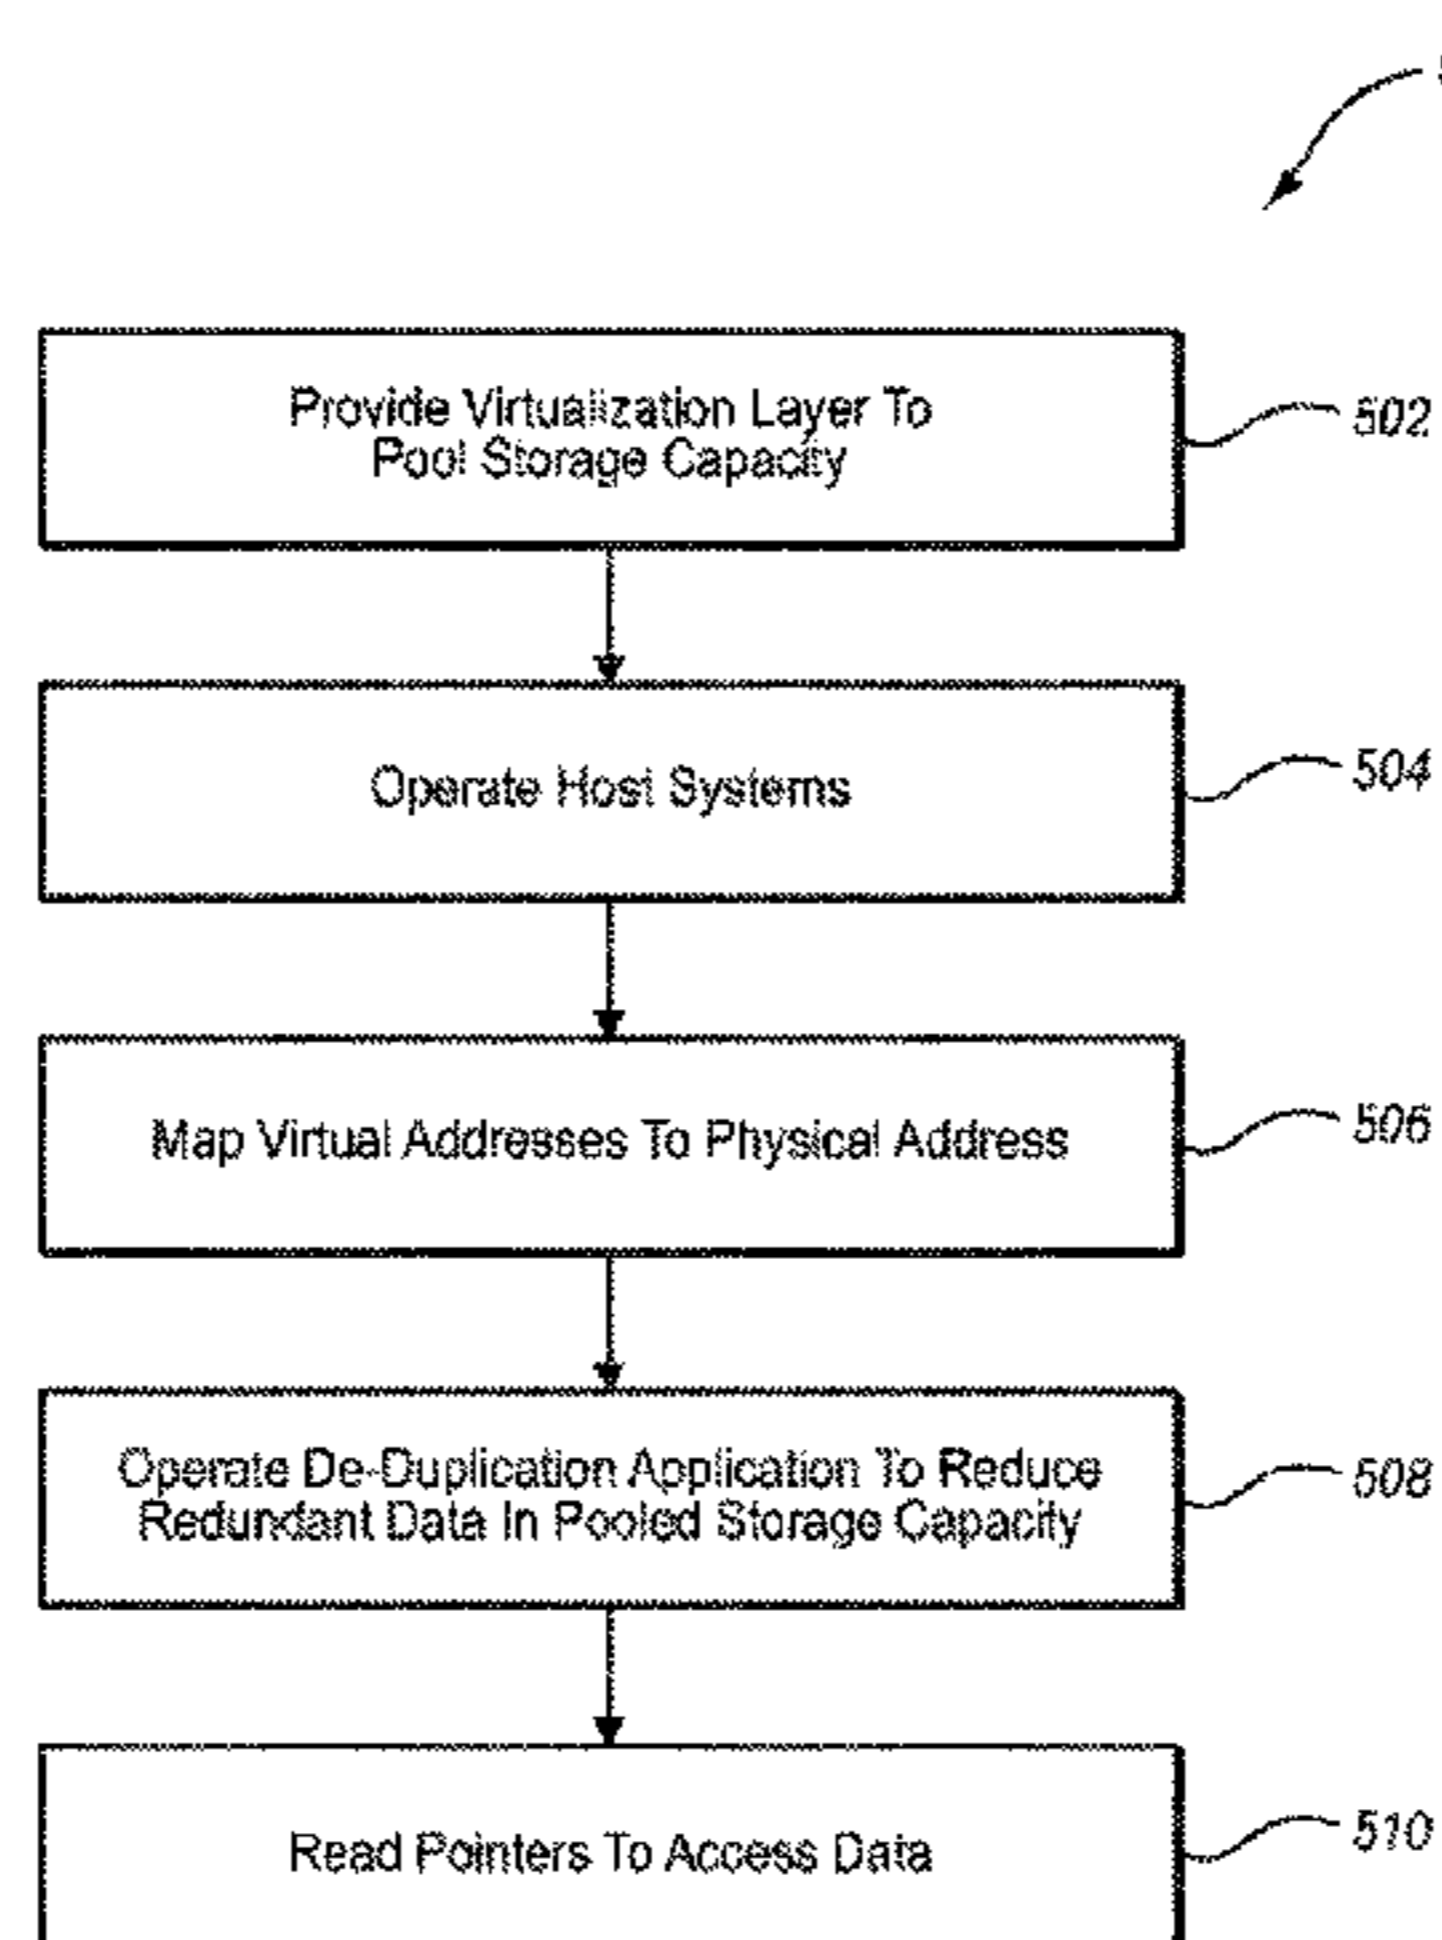 Provide Virtualization Layer To
Pool Storage Capacity
502
Operate Host Systems
504
Map Virtual Addresses To Physical Address
506
Operate De-Duplication Application To Reduce
Redundant Data In Pooled Storage Capacity
508
Read Pointers To Access Data
510